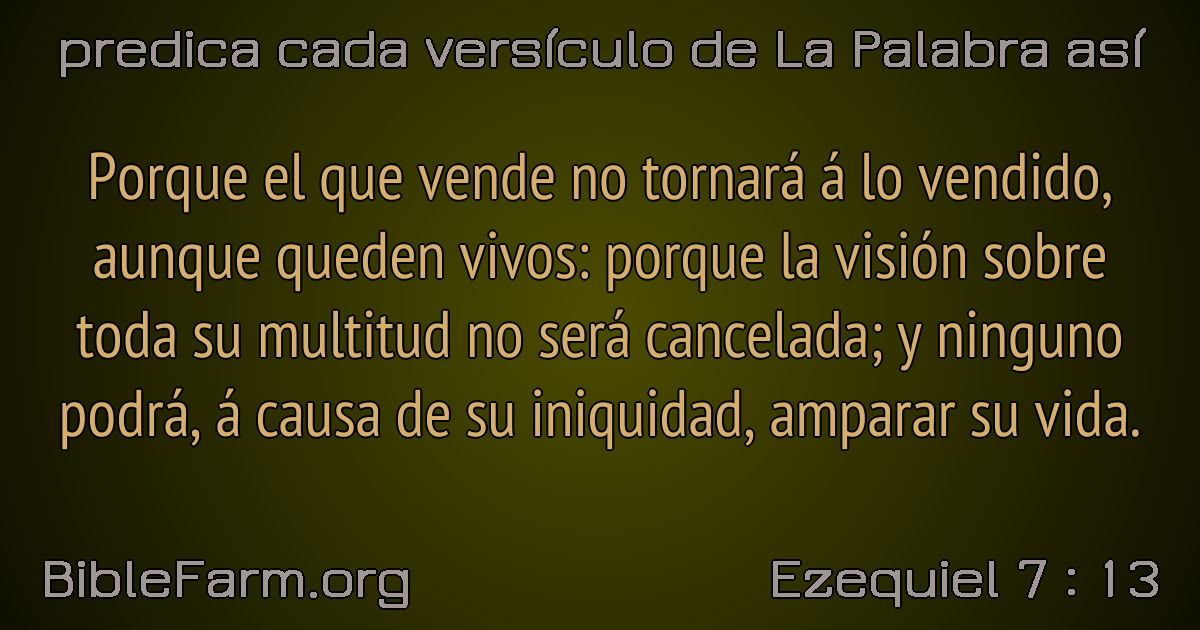 predica cada versículo de La Palabra así
Porque el que vende no tornará á lo vendido,
aunque queden vivos: porque la visión sobre
toda su multitud no será cancelada; y ninguno
podrá, á causa de su iniquidad, amparar su vida.
BibleFarm.org
Ezequiel 7 : 13